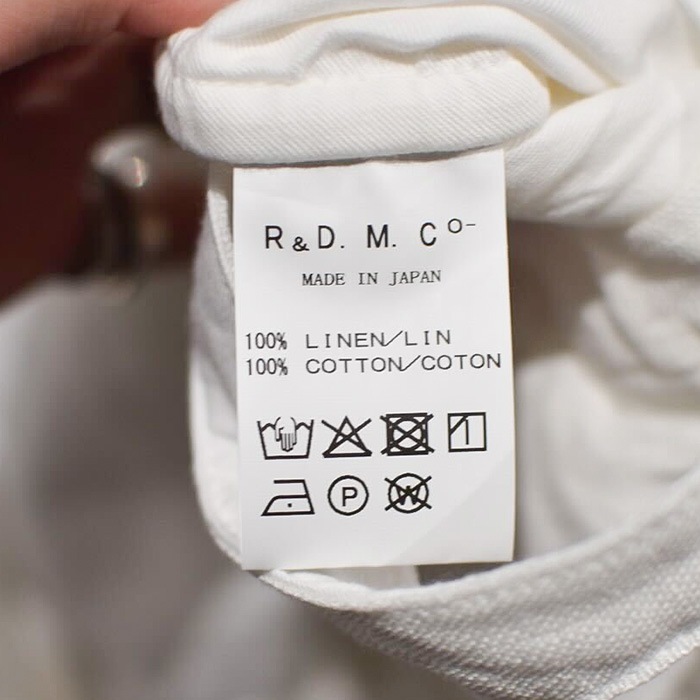 R&D. M. Co-
MADE IN JAPAN
100% LINEN/LIN
100% COTTON/COTON
P
W